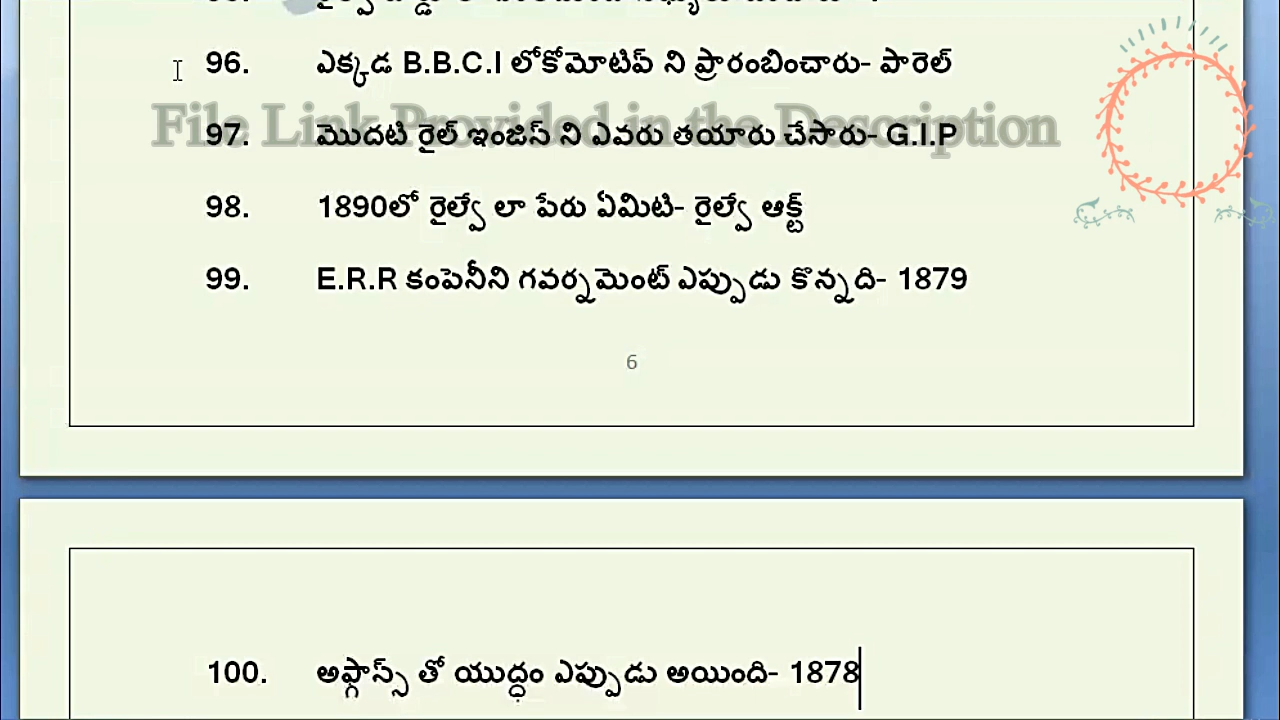 96. ఎక్కడ B.B.C.I లోకోమోటివ్ ని ప్రారంబించారు- పారెల్
File Link Provided in the Description
97. మొదటి రైల్ ఇంజిన్ ని ఎవరు తయారు చేసారు- G.I.P
98. 1890లో రైల్వే లా పేరు ఏమిటి- రైల్వే ఆక్ట్
99. E.R.R కంపెనీని గవర్నమెంట్ ఎప్పుడు కొన్నది- 1879
6
100. అఫ్గాన్స్ తో యుద్ధం ఎప్పుడు అయింది- 1878